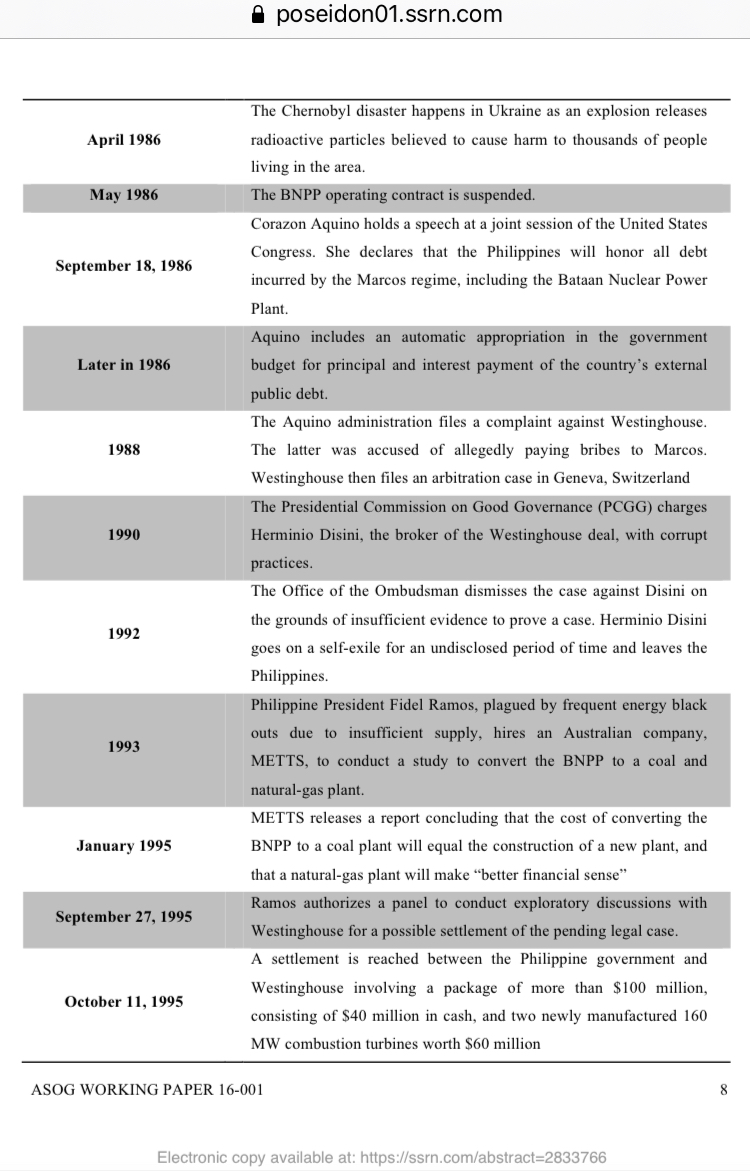 poseidon01.ssrn.com
April 1986
The Chernobyl disaster happens in Ukraine as an explosion releases
radioactive particles believed to cause harm to thousands of people
living in the area.
May 1986
The BNPP operating contract is suspended.
September 18, 1986
Corazon Aquino holds a speech at a joint session of the United States
Congress. She declares that the Philippines will honor all debt
incurred by the Marcos regime, including the Bataan Nuclear Power
Plant.
Later in 1986
Aquino includes an automatic appropriation in the government
budget for principal and interest payment of the country’s external
public debt.
1988
The Aquino administration files a complaint against Westinghouse.
The latter was accused of allegedly paying bribes to Marcos.
Westinghouse then files an arbitration case in Geneva, Switzerland
1990
The Presidential Commission on Good Governance (PCGG) charges
Herminio Disini, the broker of the Westinghouse deal, with corrupt
practices.
1992
The Office of the Ombudsman dismisses the case against Disini on
the grounds of insufficient evidence to prove a case. Herminio Disini
goes on a self-exile for an undisclosed period of time and leaves the
Philippines.
1993
Philippine President Fidel Ramos, plagued by frequent energy black
outs due to insufficient supply, hires an Australian company,
METTS, to conduct a study to convert the BNPP to a coal and
natural-gas plant.
January 1995
METTS releases a report concluding that the cost of converting the
BNPP to a coal plant will equal the construction of a new plant, and
that a natural-gas plant will make “better financial sense”
September 27, 1995
Ramos authorizes a panel to conduct exploratory discussions with
Westinghouse for a possible settlement of the pending legal case.
October 11, 1995
A settlement is reached between the Philippine government and
Westinghouse involving a package of more than $100 million,
consisting of $40 million in cash, and two newly manufactured 160
MW combustion turbines worth $60 million
ASOG WORKING PAPER 16-001 8
Electronic copy available at: https://ssrn.com/abstract=2833766